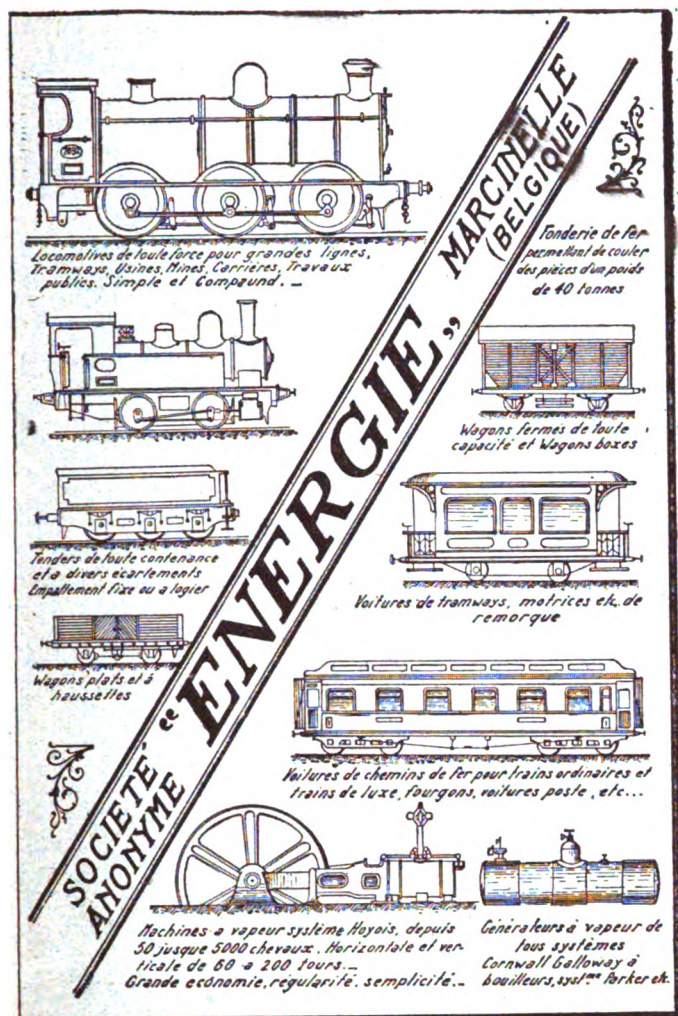 SOCIETÉ
ANONYME
“ENERGIE”
MARCINELLE
(BELGIQUE)
Locomotives de toute force pour grandes lignes,
Tramways, Usines, Mines, Carrières, Travaux
publics. Simple et Compaund. _
Tenders de toute contenance
et a divers ecartements
Empattement fixe ou a
Wagons plats et à
haussettes
Fonderie de fer
permettant de couler
des pièces d'un poids
de 40 tonnes
Wagons fermés de toute
capacité et Wagons boxes
Voitures de tramways, motrices etc. de
remorque
Voitures de chemins de fer pour trains ordinaires et
trains de luxe, fourgons, voitures poste, etc...
Machines a vapeur système Hoyois, depuis
50 jusque 5000 chevaux. Horizontale et ver-
ticale de 60 a 200 tours._
Grande economie, régularité, semplicité._
Générateurs à vapeur de
tous systèmes
Cornwall Galloway à
bouilleurs, systme Parker etc.